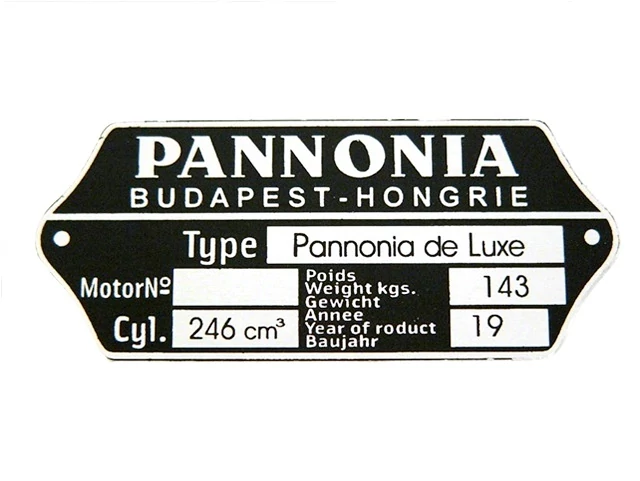 PANNONIA
BUDAPEST-HONGRIE
Type Pannonia de Luxe
MotorNº
Poids
Weight kgs. 143
Gewicht
Cyl. 246 cm³
Annee
Year of roduct 19
Baujahr